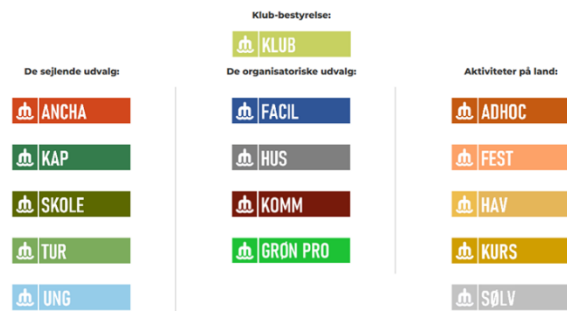 Klub-bestyrelse:
KLUB
De sejlende udvalg:
ANCHA
KAP
SKOLE
TUR
UNG
De organisatoriske udvalg:
FACIL
HUS
KOMM
GRØN PRO
Aktiviteter på land:
ADHOC
FEST
HAV
KURS
SØLV